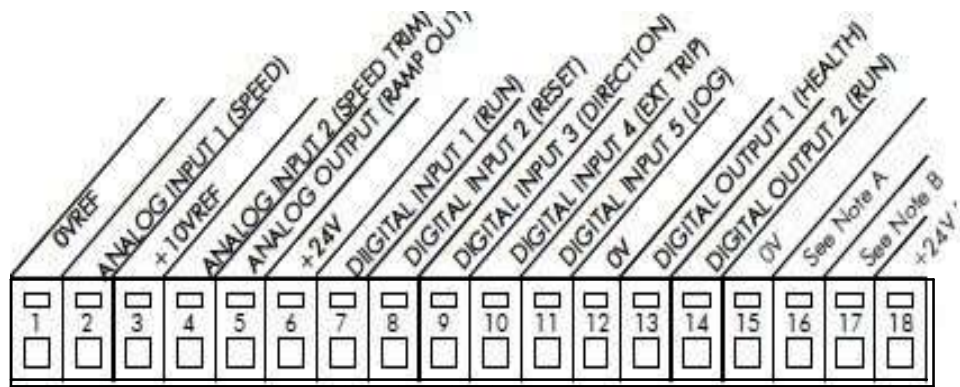 0VREF
ANALOG INPUT 1 (SPEED)
+10VREF
ANALOG INPUT 2 (SPEED TRIM)
ANALOG OUTPUT (RAMP OUT)
+24V
DIGITAL INPUT 1 (RUN)
DIGITAL INPUT 2 (RESET)
DIGITAL INPUT 3 (DIRECTION)
DIGITAL INPUT 4 (EXT TRIP)
DIGITAL INPUT 5 (JOG)
0V
DIGITAL OUTPUT 1 (HEALTH)
DIGITAL OUTPUT 2 (RUN)
0V
See Note A
See Note B
+24V
1 2 3 4 5 6 7 8 9 10 11 12 13 14 15 16 17 18